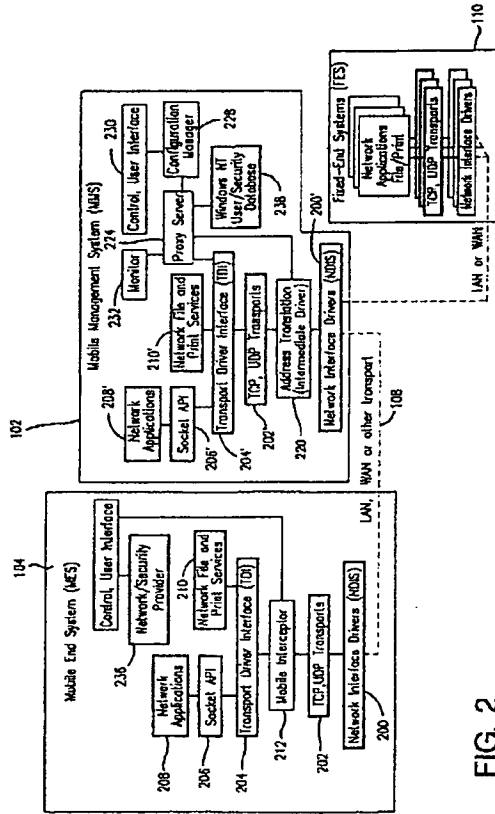 104
Mobile End System (MES)
Control, User Interface
Network/Security
Provider
236
Network
Applications
208
Socket API
206
210
Network File and
Print Services
Transport Driver Interface (TDI)
204
Mobile Interceptor
212
TCP,UDP Transports
202
Network Interface Drivers (NDIS)
200
102
Mobile Management System (MMS)
224
232
Monitor
Control, User Interface
230
Proxy Server
Configuration
Manager
228
Windows NT
User/Security
Database
238
208'
Network
Applications
Socket API
206'
210'
Network File and
Print Services
Transport Driver Interface (TDI)
204'
TCP, UDP Transports
202'
Address Translation
(Intermediate Driver)
220
Network Interface Drivers (NDIS)
200'
LAN, WAN or other transport
108
LAN or WAN
Fixed-End Systems (FES)
Network
Applications
File/Print
TCP, UDP Transports
Network Interface Drivers
110
FIG. 2